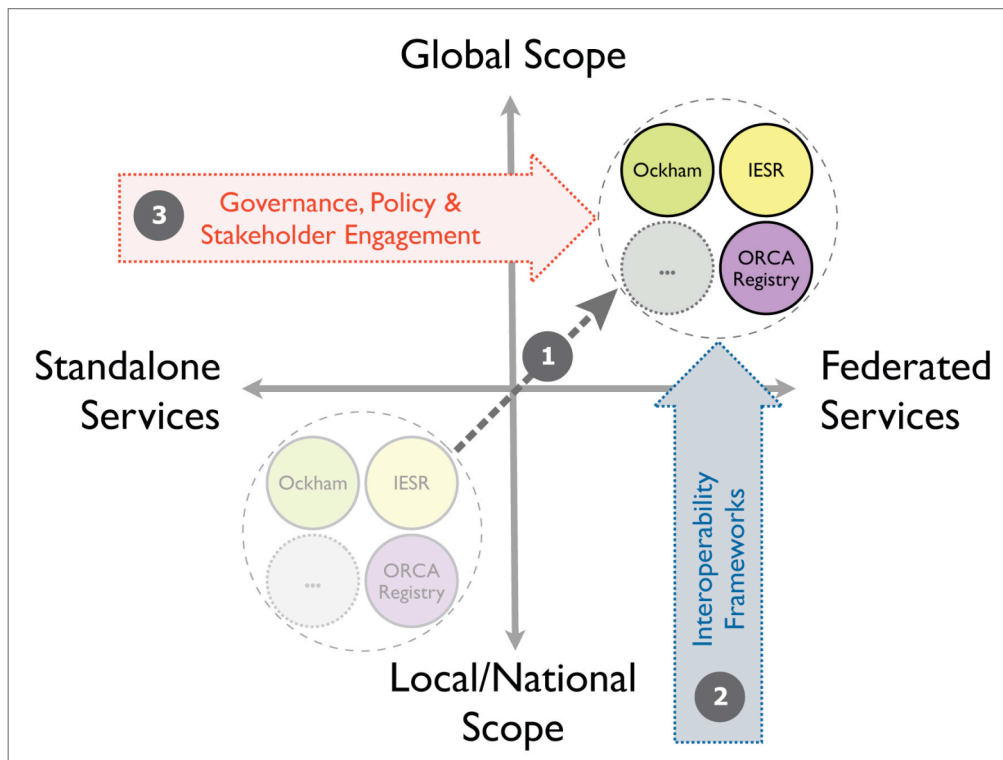 Global Scope
Ockham
IESR
3
Governance, Policy &
Stakeholder Engagement
...
ORCA
Registry
1
Standalone
Services
Federated
Services
Ockham
IESR
...
ORCA
Registry
Interoperability
Frameworks
2
Local/National
Scope